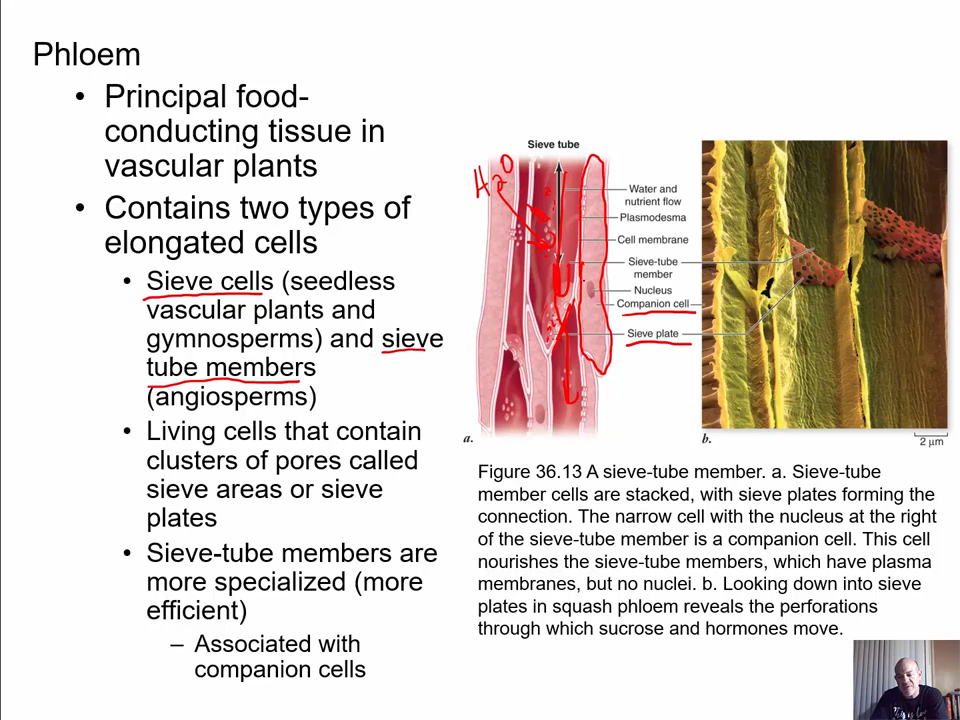 Phloem
• Principal food-
conducting tissue in
vascular plants
• Contains two types of
elongated cells
• Sieve cells (seedless
vascular plants and
gymnosperms) and sieve
tube members
(angiosperms)
• Living cells that contain
clusters of pores called
sieve areas or sieve
plates
• Sieve-tube members are
more specialized (more
efficient)
– Associated with
companion cells
Sieve tube
H2O
Water and
nutrient flow
Plasmodesma
Cell membrane
Sieve-tube
member
Nucleus
Companion cell
Sieve plate
a.
b.
2 μm
Figure 36.13 A sieve-tube member. a. Sieve-tube
member cells are stacked, with sieve plates forming the
connection. The narrow cell with the nucleus at the right
of the sieve-tube member is a companion cell. This cell
nourishes the sieve-tube members, which have plasma
membranes, but no nuclei. b. Looking down into sieve
plates in squash phloem reveals the perforations
through which sucrose and hormones move.